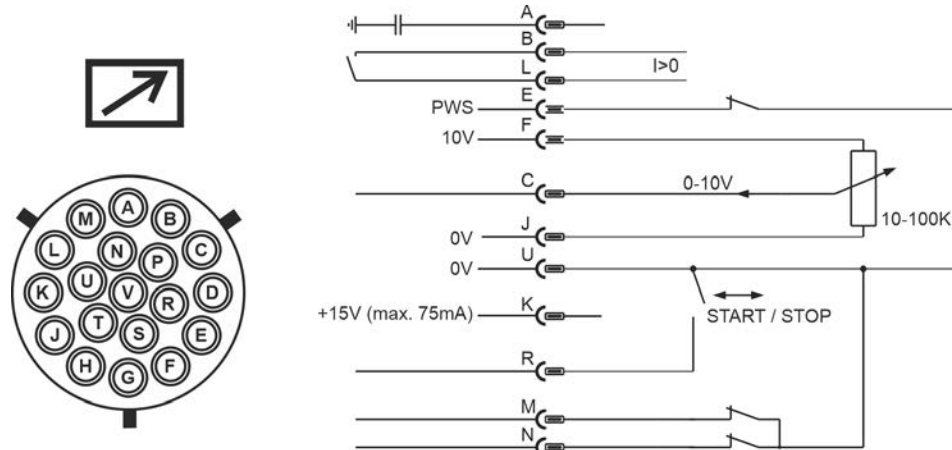 A
B
L
I>0
E
PWS
F
10V
C
0-10V
10-100K
J
0V
U
0V
K
+15V (max. 75mA)
START / STOP
R
M
N
A
M
B
L
N
P
C
K
U
V
R
D
J
T
S
E
H
G
F